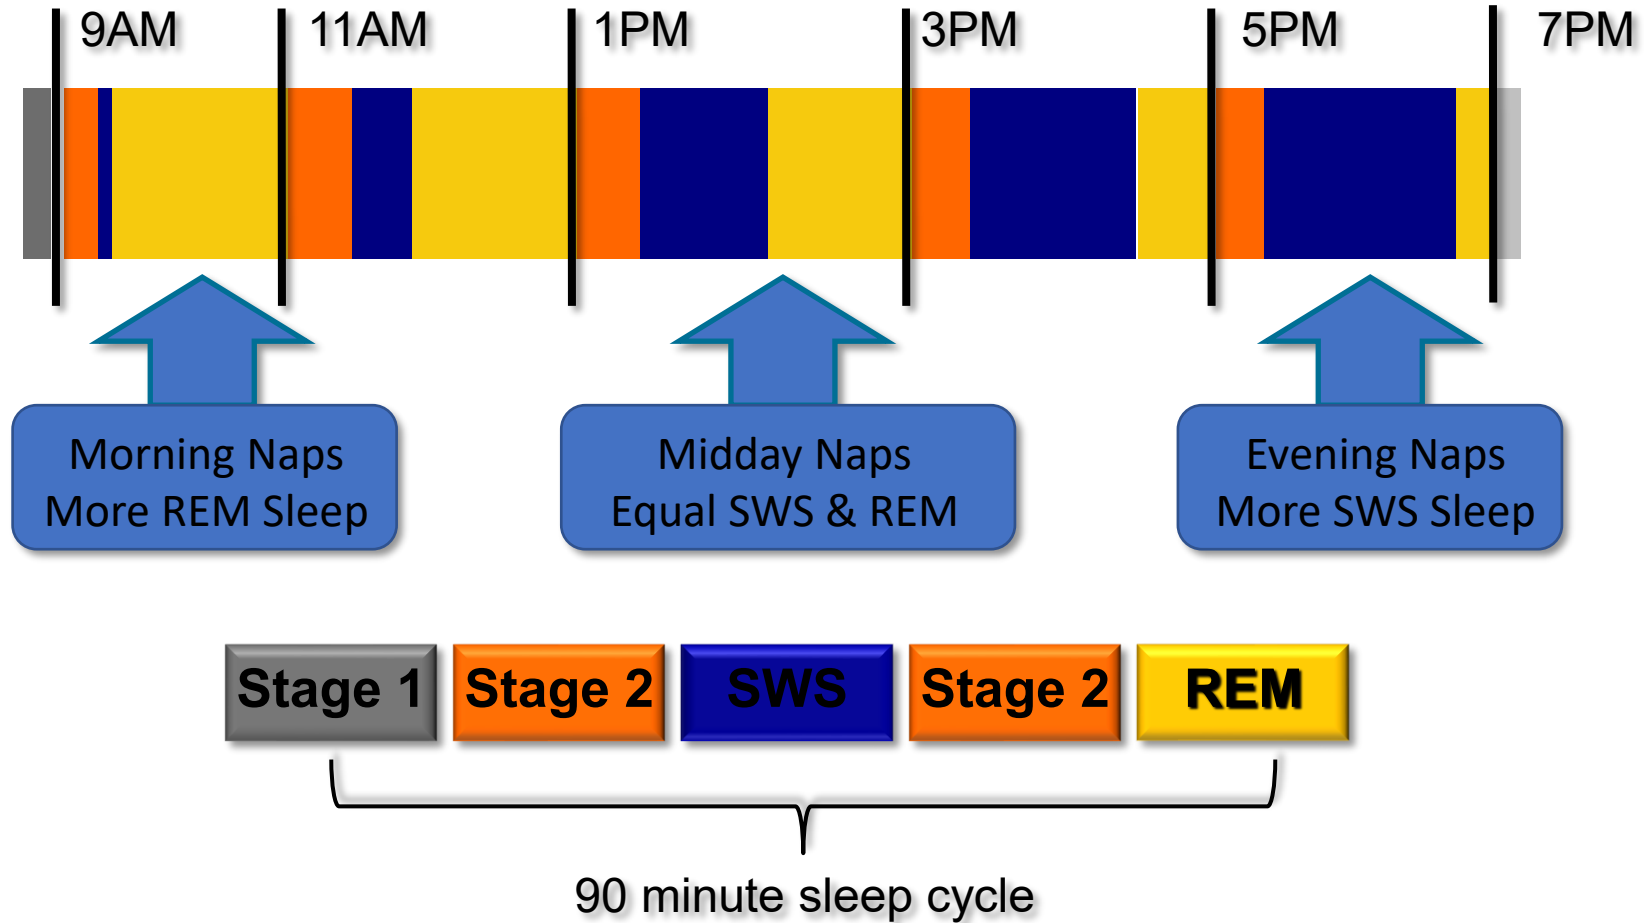 9AM 11AM 1PM 3PM 5PM 7PM
Morning Naps
More REM Sleep
Midday Naps
Equal SWS & REM
Evening Naps
More SWS Sleep
Stage 1 Stage 2 SWS Stage 2 REM
90 minute sleep cycle